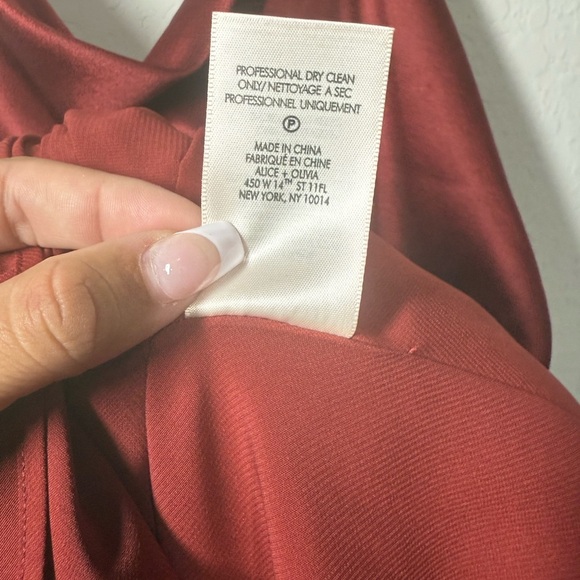 PROFESSIONAL DRY CLEAN
ONLY/ NETTOYAGE A SEC
PROFESSIONNEL UNIQUEMENT
P
MADE IN CHINA
FABRIQUÉ EN CHINE
ALICE + OLIVIA
450 W 14TH ST 11FL
NEW YORK, NY 10014